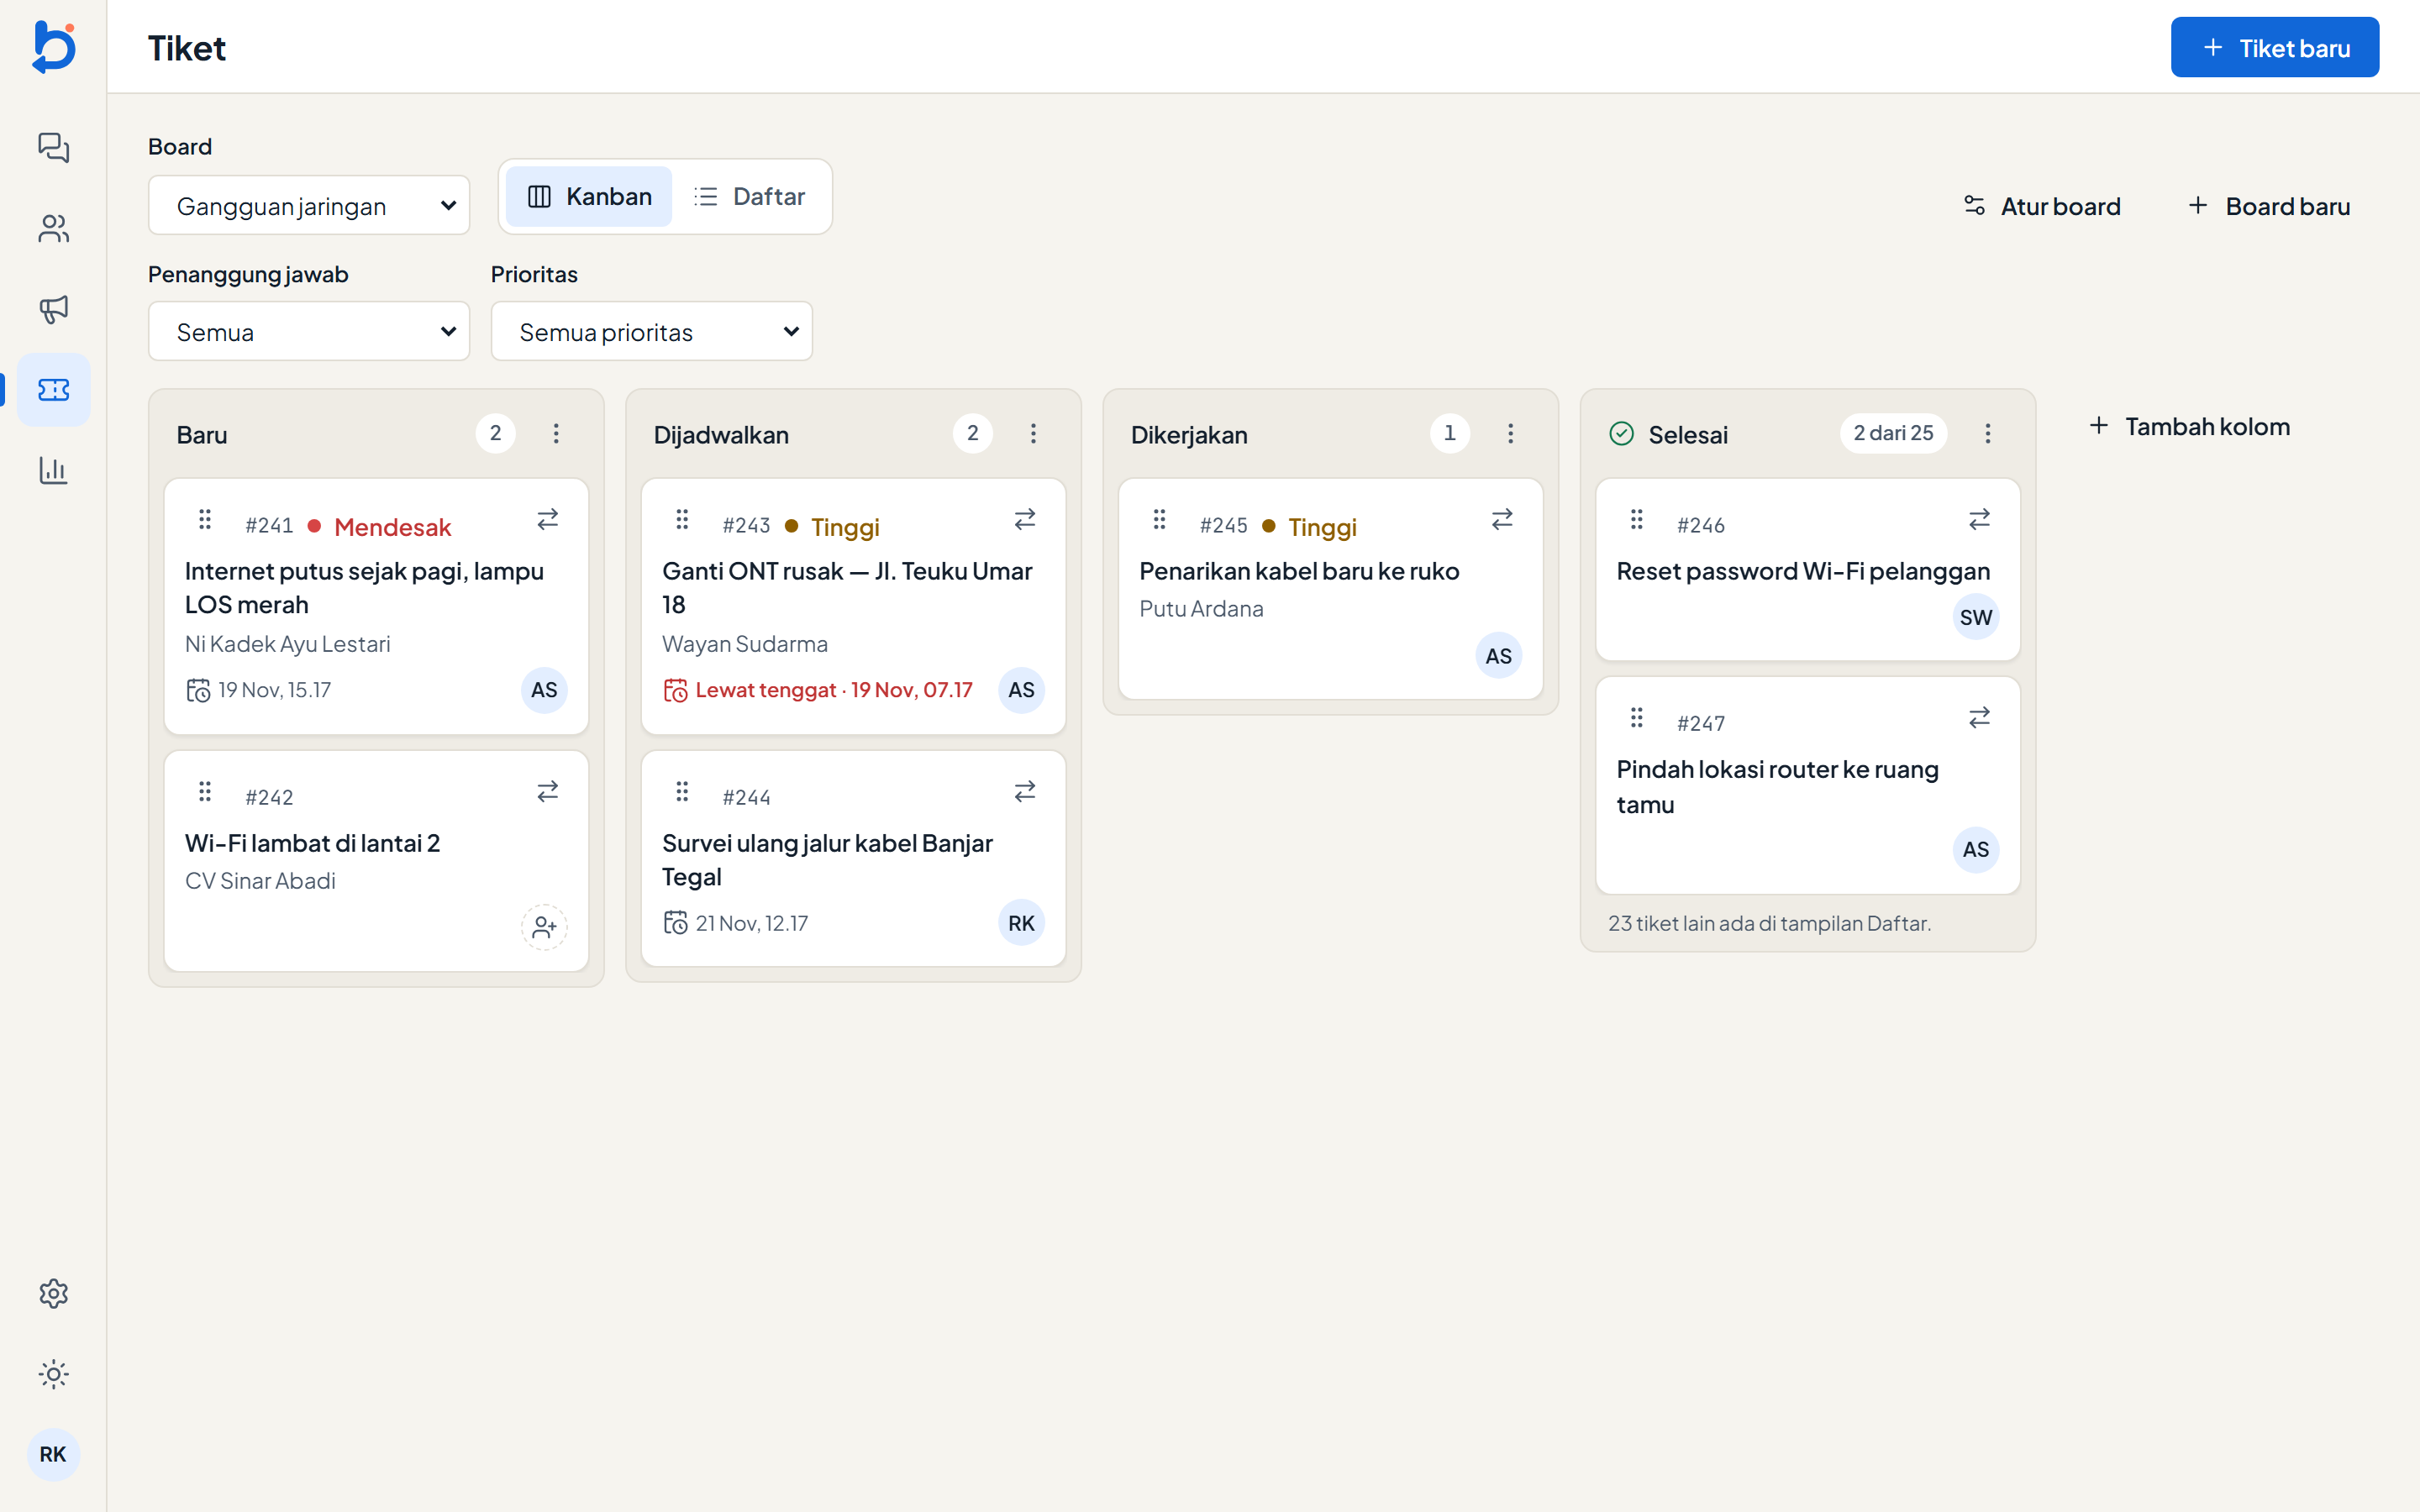 Tiket
+ Tiket baru
Board
Gangguan jaringan
Kanban
Daftar
Atur board
+ Board baru
Penanggung jawab
Prioritas
Semua
Semua prioritas
Baru
2
#241
Mendesak
Internet putus sejak pagi, lampu
LOS merah
Ni Kadek Ayu Lestari
19 Nov, 15.17
AS
#242
Wi-Fi lambat di lantai 2
CV Sinar Abadi
Dijadwalkan
2
#243
Tinggi
Ganti ONT rusak — Jl. Teuku Umar
18
Wayan Sudarma
Lewat tenggat · 19 Nov, 07.17
AS
#244
Survei ulang jalur kabel Banjar
Tegal
21 Nov, 12.17
RK
Dikerjakan
1
#245
Tinggi
Penarikan kabel baru ke ruko
Putu Ardana
AS
Selesai
2 dari 25
#246
Reset password Wi-Fi pelanggan
SW
#247
Pindah lokasi router ke ruang
tamu
AS
23 tiket lain ada di tampilan Daftar.
+ Tambah kolom
RK